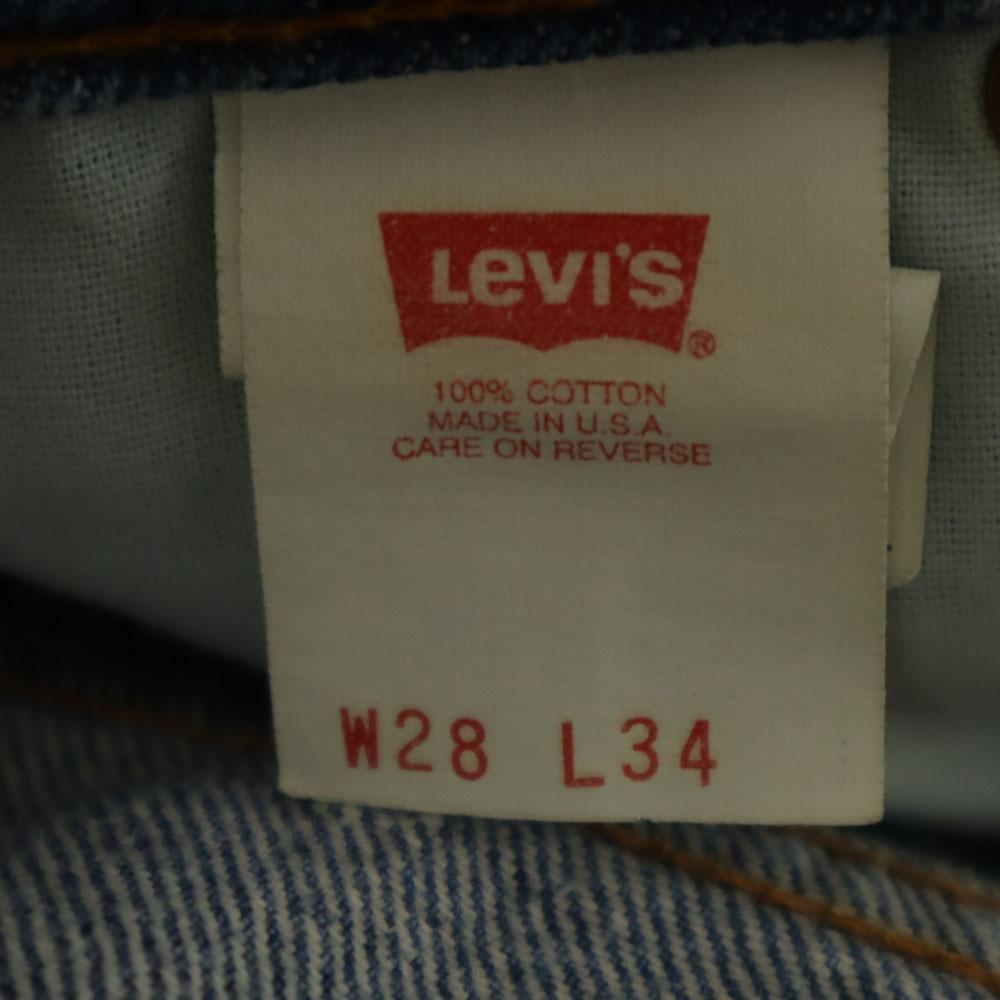 Levi's ®
100% COTTON
MADE IN U.S.A.
CARE ON REVERSE
W28 L34